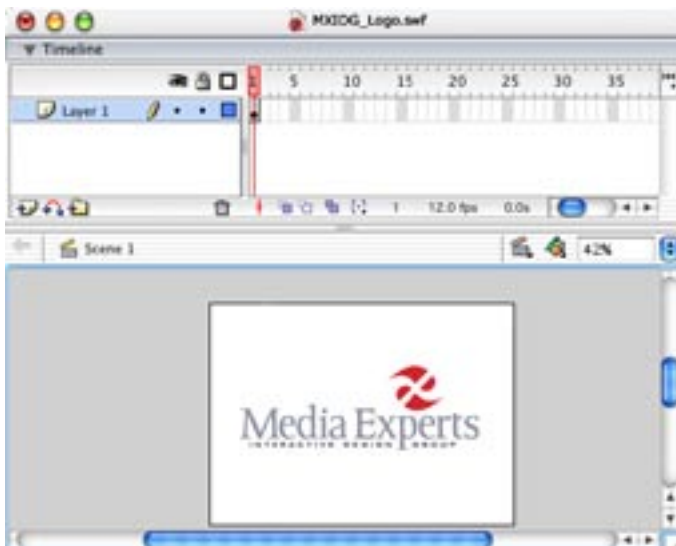 MXIDG_Logo.swf
Timeline
5 10 15 20 25 30 35
Layer 1
1 12.0 fps 0.0s
Scene 1
42%
Media Experts
INTERACTIVE DESIGN GROUP